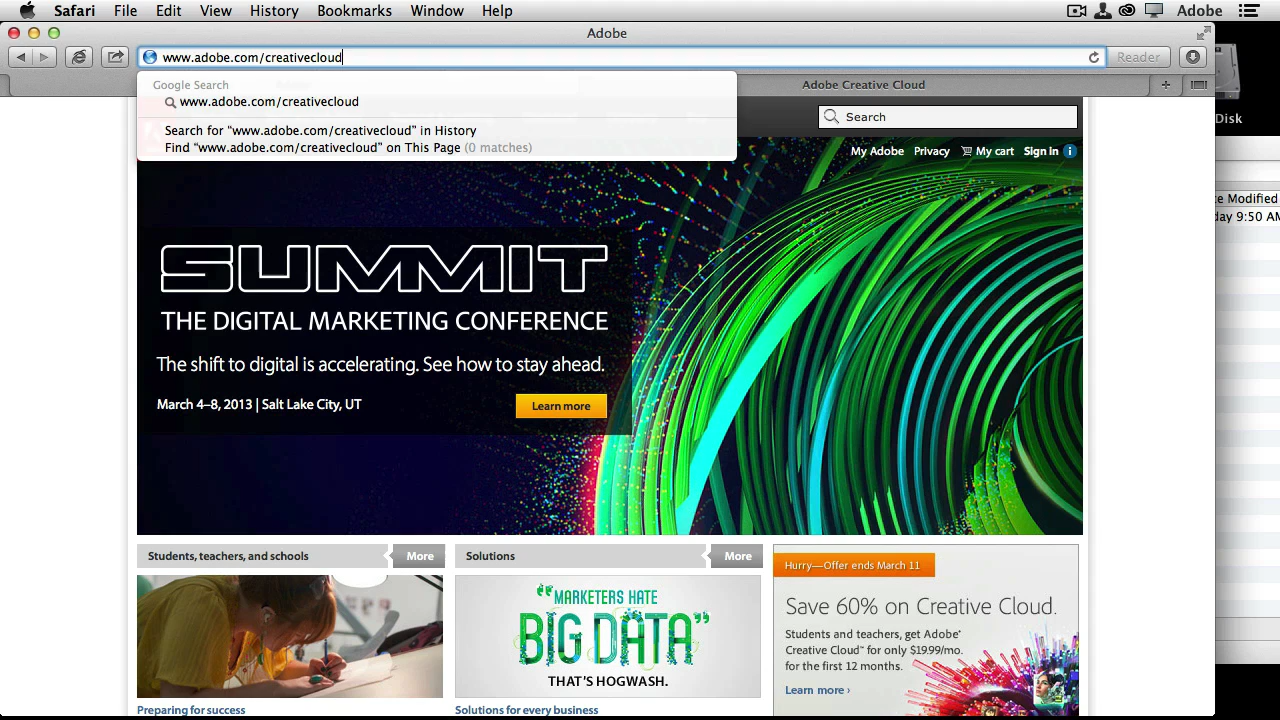 Safari File Edit View History Bookmarks Window Help Adobe
Adobe
www.adobe.com/creativecloud
Reader
Google Search
www.adobe.com/creativecloud
Search for “www.adobe.com/creativecloud” in History
Find “www.adobe.com/creativecloud” on This Page (0 matches)
Adobe Creative Cloud
Search
Disk
My Adobe Privacy My cart Sign In
e Modified
day 9:50 AM
SUMMIT
THE DIGITAL MARKETING CONFERENCE
The shift to digital is accelerating. See how to stay ahead.
March 4–8, 2013 | Salt Lake City, UT
Learn more
Students, teachers, and schools More
Solutions More
“MARKETERS HATE
BIG DATA”
THAT'S HOGWASH.
Hurry—Offer ends March 11
Save 60% on Creative Cloud.
Students and teachers, get Adobe®
Creative Cloud™ for only $19.99/mo.
for the first 12 months.
Learn more ›
Preparing for success
Solutions for every business